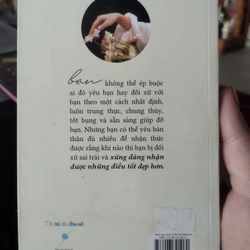 bạn không thể ép buộc
ai đó yêu bạn hay đối xử với
bạn theo một cách nhất định,
luôn trung thực, chung thủy,
tốt bụng và sẵn sàng giúp đỡ
bạn. Nhưng bạn có thể yêu bản
thân đủ nhiều để nhận thức
được rằng khi nào thì bạn bị đối
xử sai trái và xứng đáng nhận
được những điều tốt đẹp hơn.